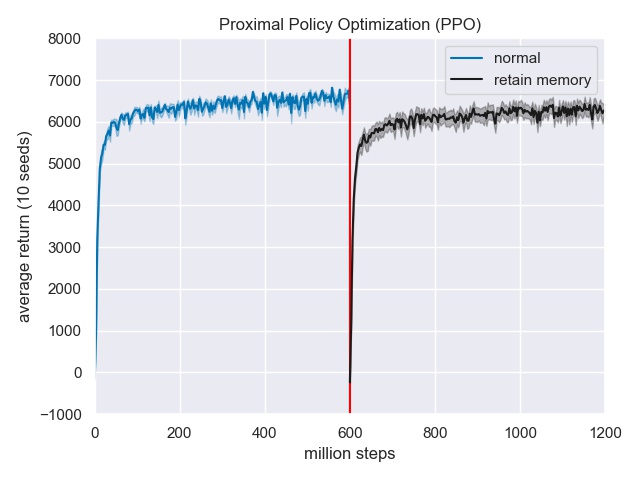 Proximal Policy Optimization (PPO)
normal
retain memory
average return (10 seeds)
8000
7000
6000
5000
4000
3000
2000
1000
0
−1000
0 200 400 600 800 1000 1200
million steps